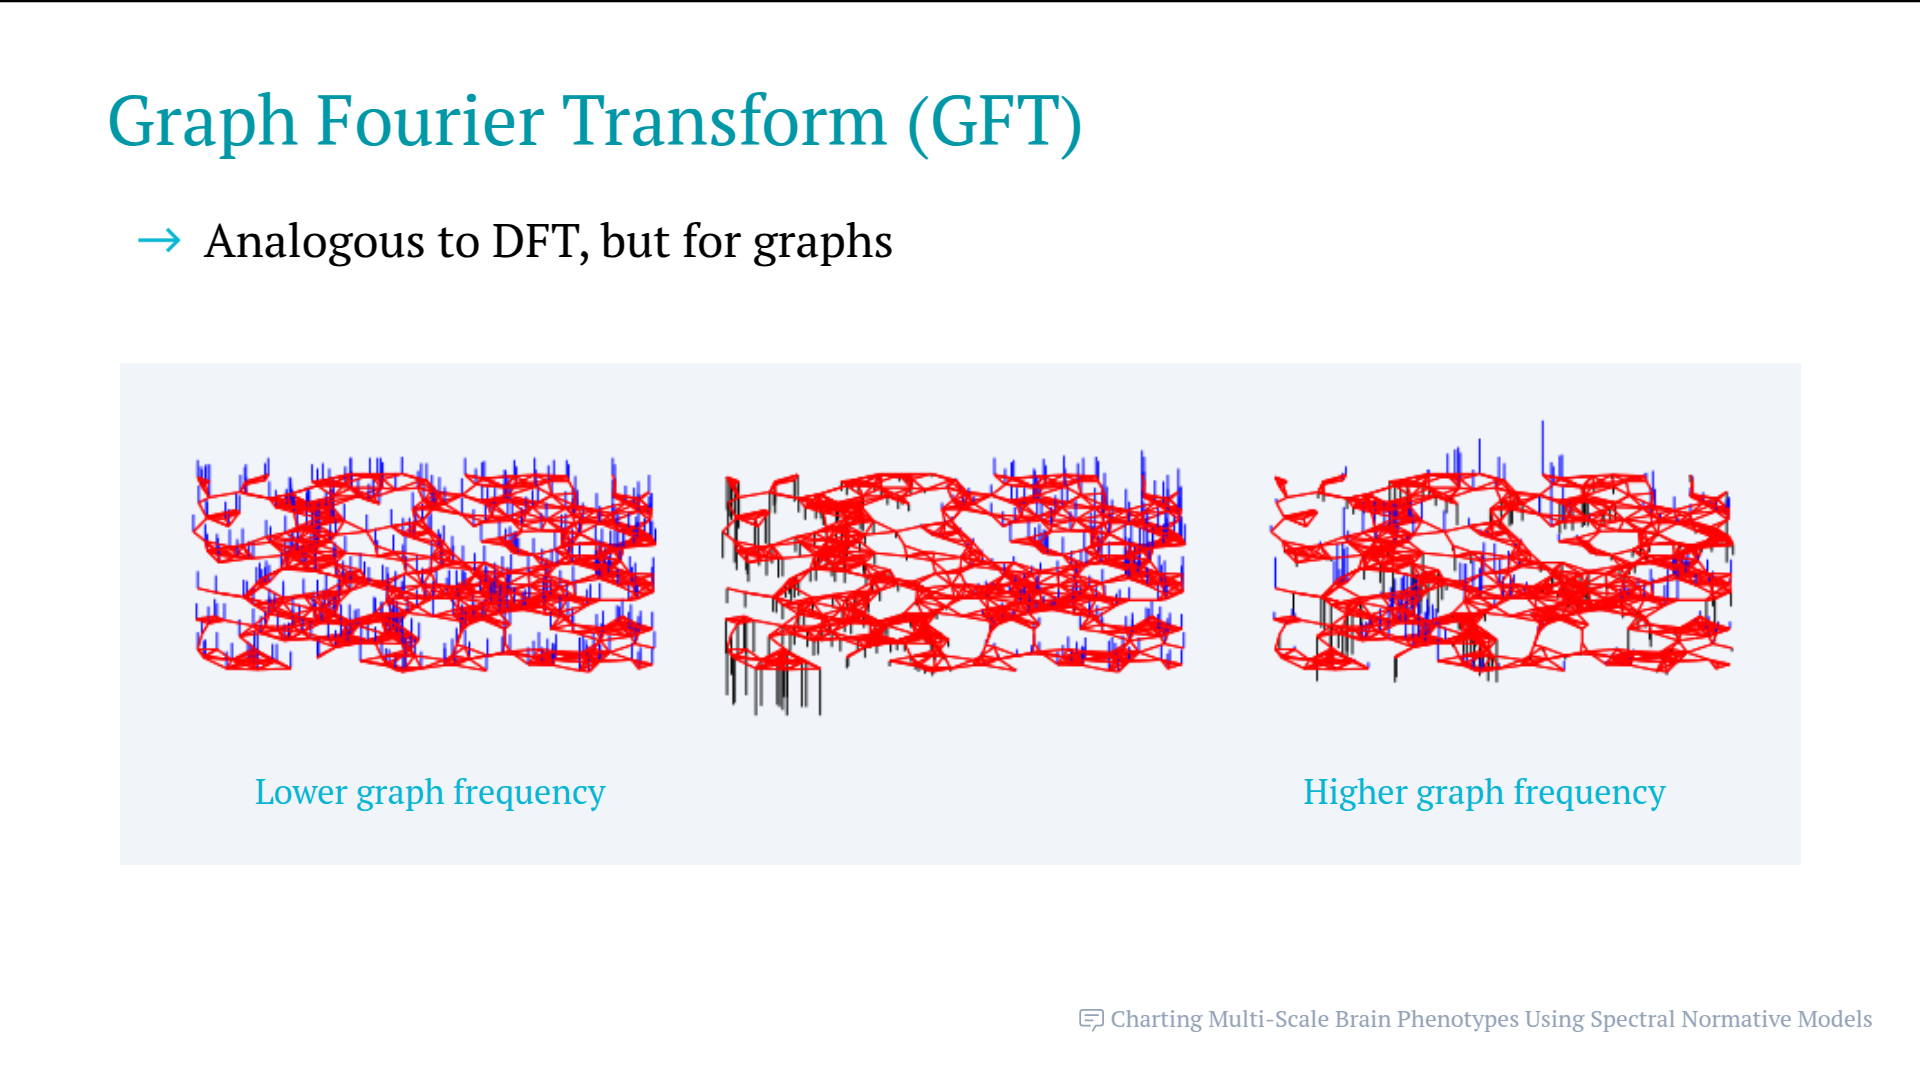 Graph Fourier Transform (GFT)
→ Analogous to DFT, but for graphs
Lower graph frequency
Higher graph frequency
Charting Multi-Scale Brain Phenotypes Using Spectral Normative Models